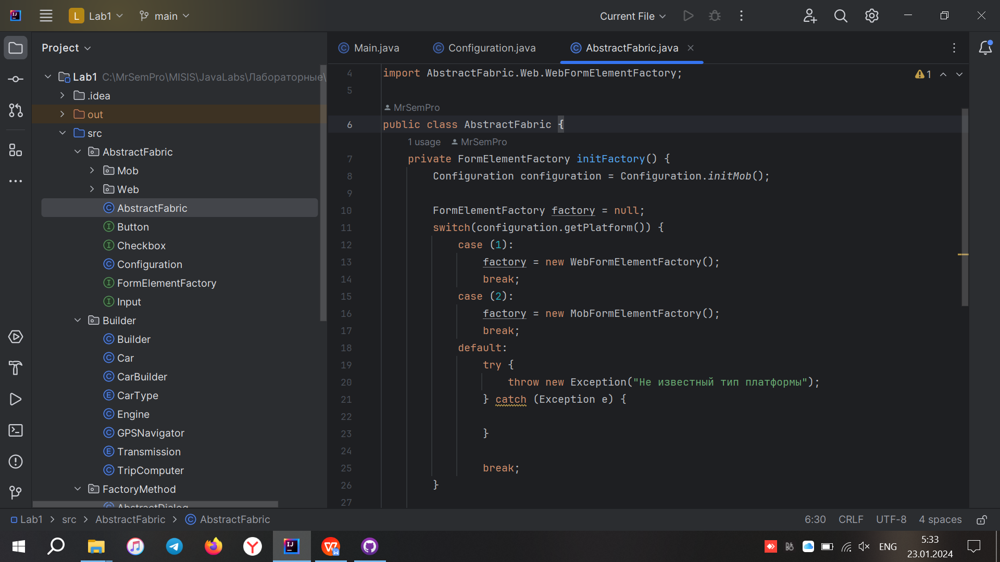 L Lab1 main Current File
Project
Lab1 C:\MrSemPro\MISIS\JavaLabs\Лабораторные\
.idea
out
src
AbstractFabric
Mob
Web
AbstractFabric
Button
Checkbox
Configuration
FormElementFactory
Input
Builder
Builder
Car
CarBuilder
CarType
Engine
GPSNavigator
Transmission
TripComputer
FactoryMethod
AbstractDialog
Main.java Configuration.java AbstractFabric.java
1
4 import AbstractFabric.Web.WebFormElementFactory;
5
MrSemPro
6 public class AbstractFabric {
1 usage MrSemPro
7 private FormElementFactory initFactory() {
8 Configuration configuration = Configuration.initMob();
9
10 FormElementFactory factory = null;
11 switch(configuration.getPlatform()) {
12 case (1):
13 factory = new WebFormElementFactory();
14 break;
15 case (2):
16 factory = new MobFormElementFactory();
17 break;
18 default:
19 try {
20 throw new Exception("Не известный тип платформы");
21 } catch (Exception e) {
22
23 }
24
25 break;
26 }
27
Lab1 > src > AbstractFabric > AbstractFabric
6:30 CRLF UTF-8 4 spaces
ENG
5:33
23.01.2024